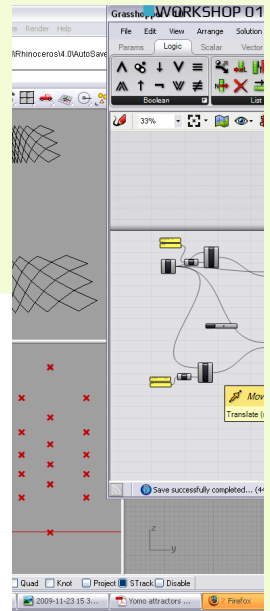 WORKSHOP 01
Render Help
\Rhinoceros\4.0\AutoSave
File Edit View Arrange Solution
Params Logic Scalar Vector
Boolean
List
33%
Translate
Save successfully completed...
z
y
Quad Knot Project STrack Disable
2009-11-23 15 3...
Yomo attractors ...
2 Firefox